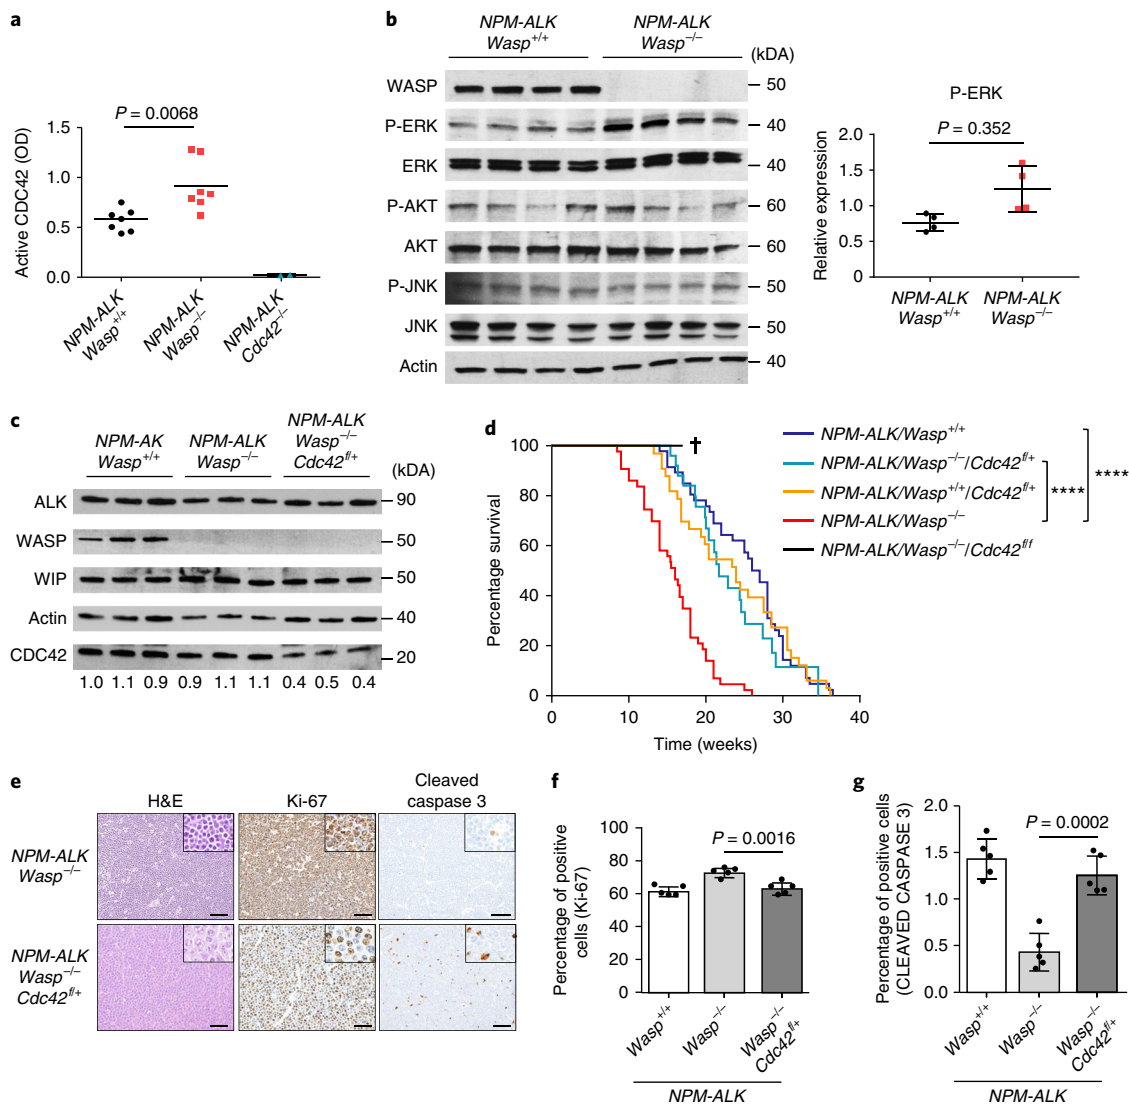 a
P = 0.0068
Active CDC42 (OD)
1.5
1.0
0.5
0.0
NPM-ALK
Wasp+/+
NPM-ALK
Wasp−/−
NPM-ALK
Cdc42−/−
b
NPM-ALK
Wasp+/+
NPM-ALK
Wasp−/−
(kDA)
WASP
50
P-ERK
40
ERK
40
P-AKT
60
AKT
60
P-JNK
50
JNK
50
Actin
40
P-ERK
P = 0.352
Relative expression
2.0
1.5
1.0
0.5
0
NPM-ALK
Wasp+/+
NPM-ALK
Wasp−/−
c
NPM-AK
Wasp+/+
NPM-ALK
Wasp−/−
NPM-ALK
Wasp−/−
Cdc42fl/+
(kDA)
ALK
90
WASP
50
WIP
50
Actin
40
CDC42
20
1.0 1.1 0.9 0.9 1.1 1.1 0.4 0.5 0.4
d
†
Percentage survival
100
80
60
40
20
0
0 10 20 30 40
Time (weeks)
NPM-ALK/Wasp+/+
NPM-ALK/Wasp−/−/Cdc42fl/+
NPM-ALK/Wasp+/+/Cdc42fl/+
NPM-ALK/Wasp−/−
NPM-ALK/Wasp−/−/Cdc42fl/f
****
****
e
H&E
Ki-67
Cleaved
caspase 3
NPM-ALK
Wasp−/−
NPM-ALK
Wasp−/−
Cdc42fl/+
f
P = 0.0016
Percentage of positive
cells (Ki-67)
100
80
60
40
20
0
Wasp+/+
Wasp−/−
Wasp−/−
Cdc42fl/+
NPM-ALK
g
P = 0.0002
Percentage of positive cells
(CLEAVED CASPASE 3)
2.0
1.5
1.0
0.5
0.0
Wasp+/+
Wasp−/−
Wasp−/−
Cdc42fl/+
NPM-ALK